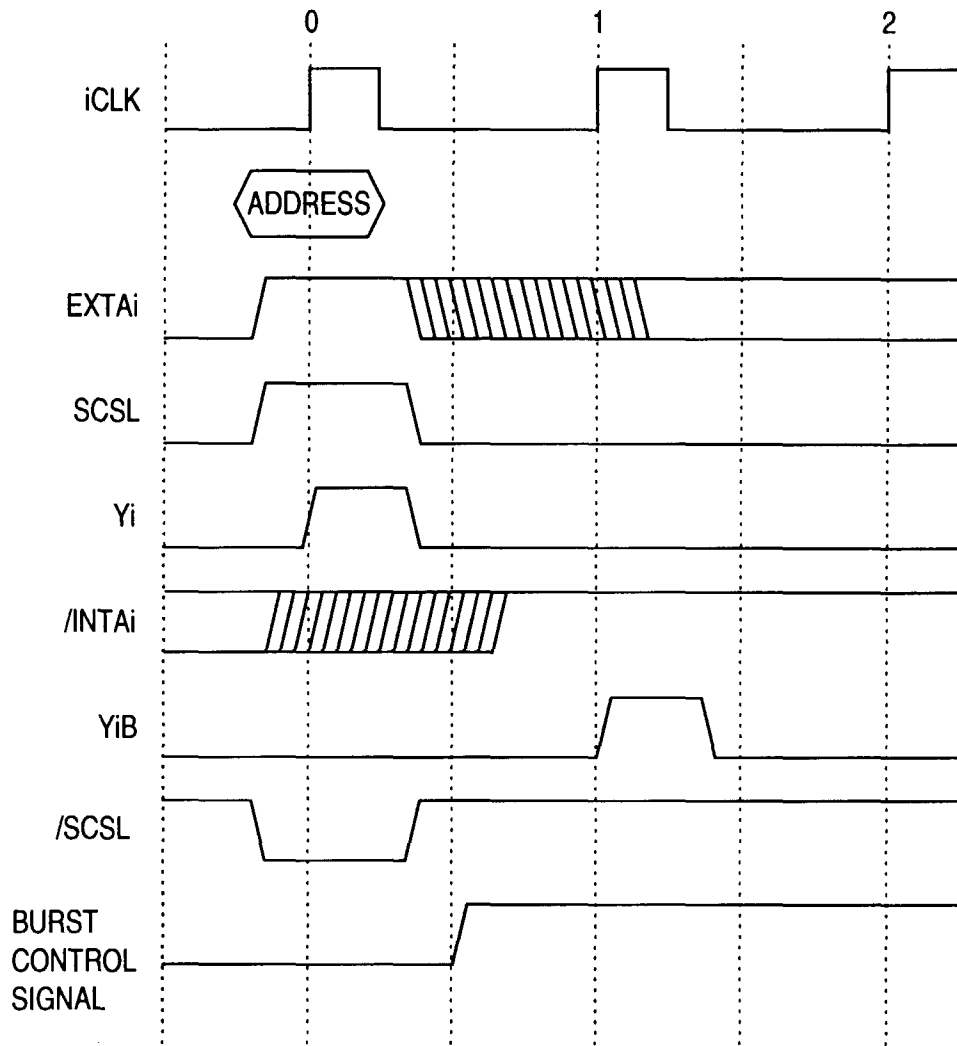 0 1 2
iCLK
ADDRESS
EXTAi
SCSL
Yi
/INTAi
YiB
/SCSL
BURST
CONTROL
SIGNAL